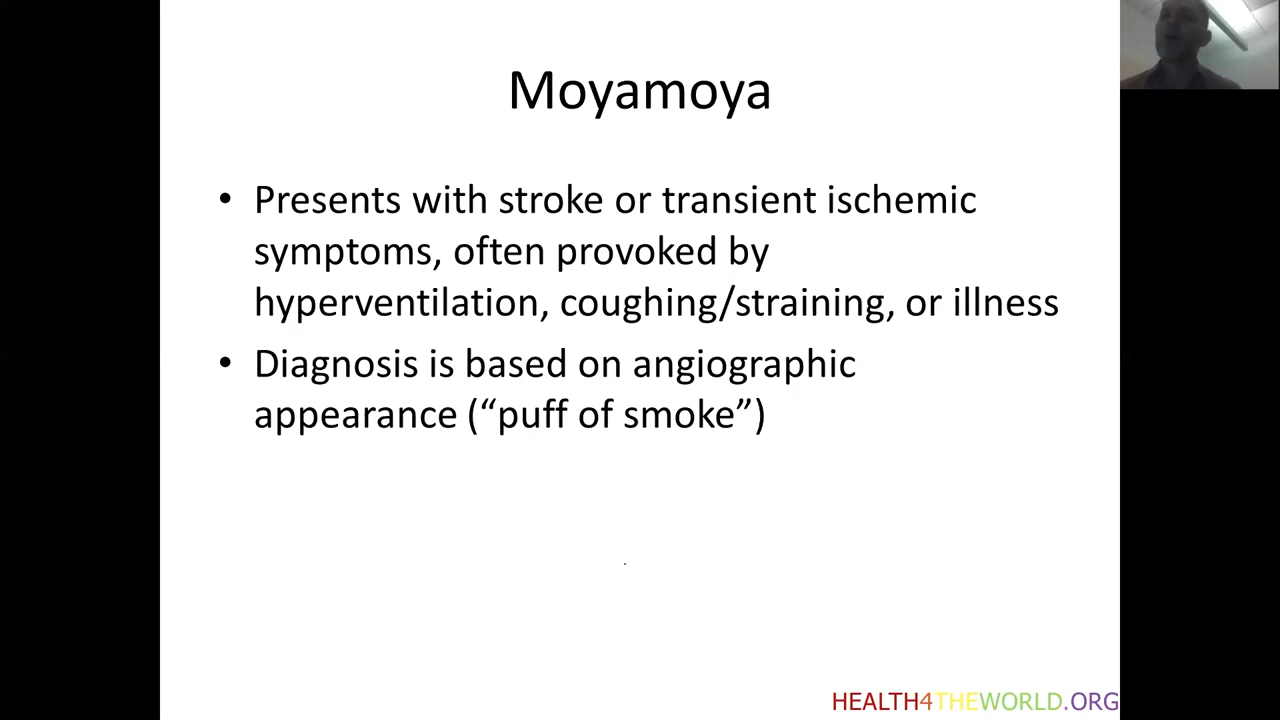 Moyamoya
• Presents with stroke or transient ischemic
symptoms, often provoked by
hyperventilation, coughing/straining, or illness
• Diagnosis is based on angiographic
appearance (“puff of smoke”)
HEALTH4THEWORLD.ORG